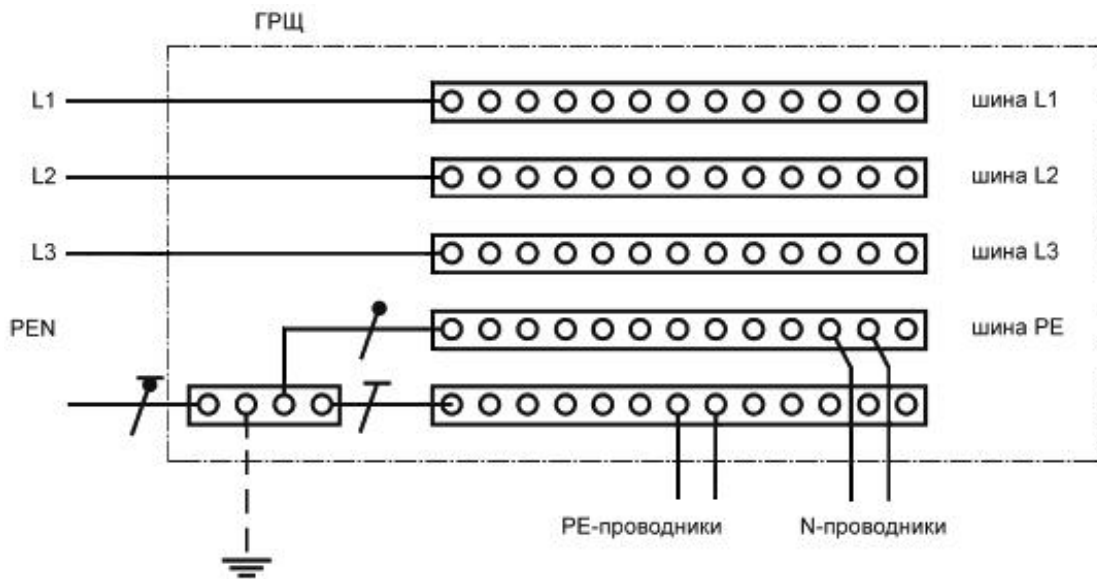 ГРЩ
L1 шина L1
L2 шина L2
L3 шина L3
PEN шина PE
PE-проводники N-проводники